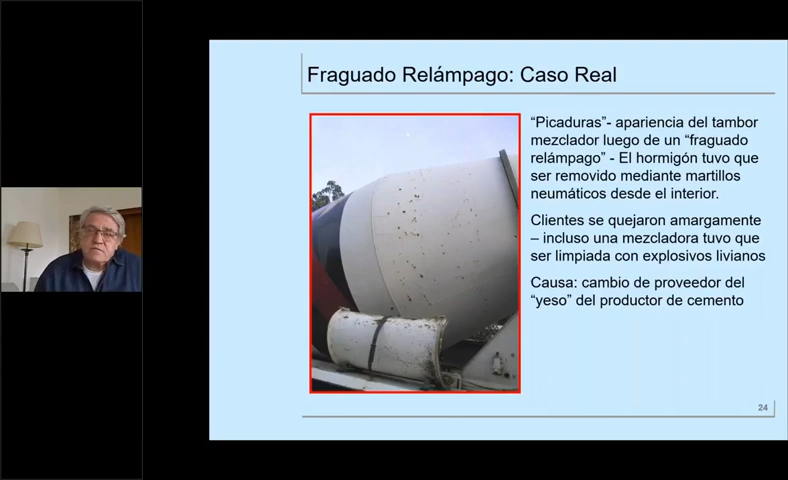 Fraguado Relámpago: Caso Real
“Picaduras”- apariencia del tambor
mezclador luego de un “fraguado
relámpago” - El hormigón tuvo que
ser removido mediante martillos
neumáticos desde el interior.
Clientes se quejaron amargamente
– incluso una mezcladora tuvo que
ser limpiada con explosivos livianos
Causa: cambio de proveedor del
“yeso” del productor de cemento
24